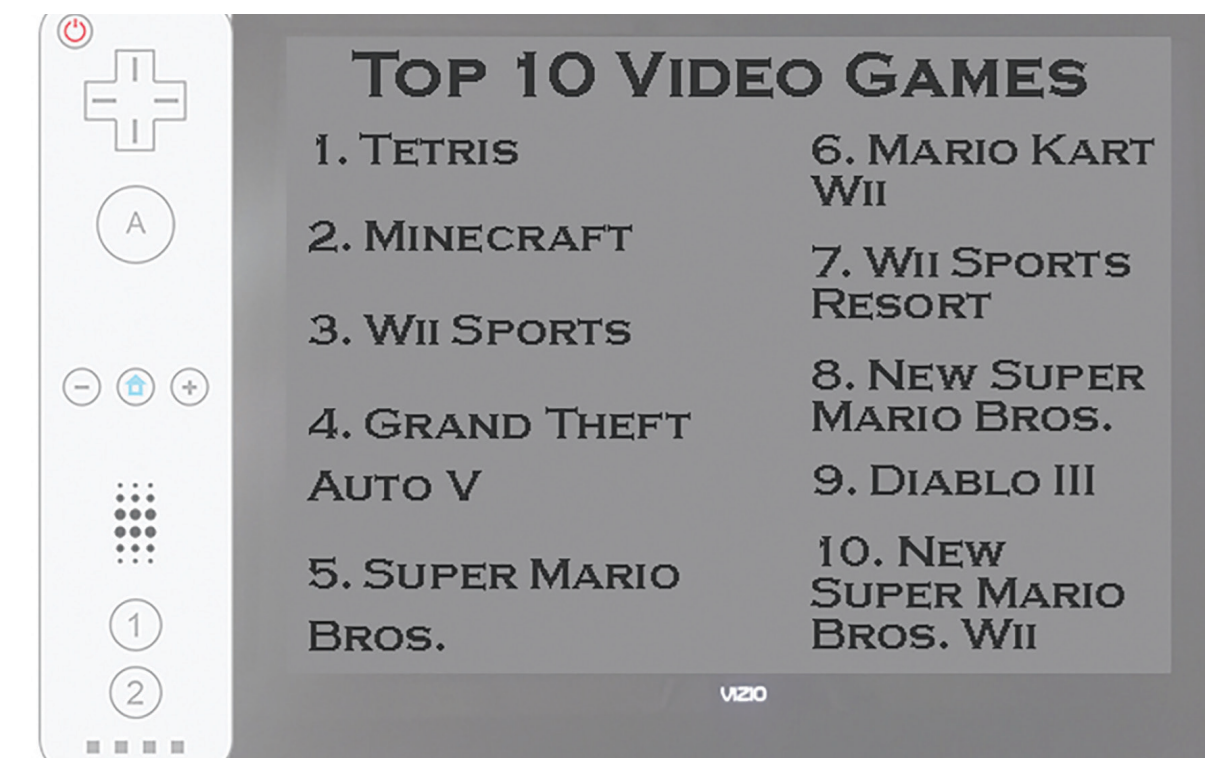 Top 10 Video Games
1. Tetris
2. Minecraft
3. Wii Sports
4. Grand Theft
Auto V
5. Super Mario
Bros.
6. Mario Kart
Wii
7. Wii Sports
Resort
8. New Super
Mario Bros.
9. Diablo III
10. New
Super Mario
Bros. Wii
VIZIO
A
1
2